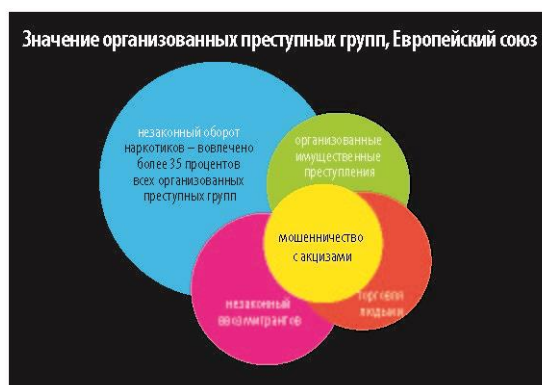 Значение организованных преступных групп, Европейский союз
незаконный оборот
наркотиков – вовлечено
более 35 процентов
всех организованных
преступных групп
организованные
имущественные
преступления
мошенничество
с акцизами
незаконный
ввоз мигрантов
торговля
людьми